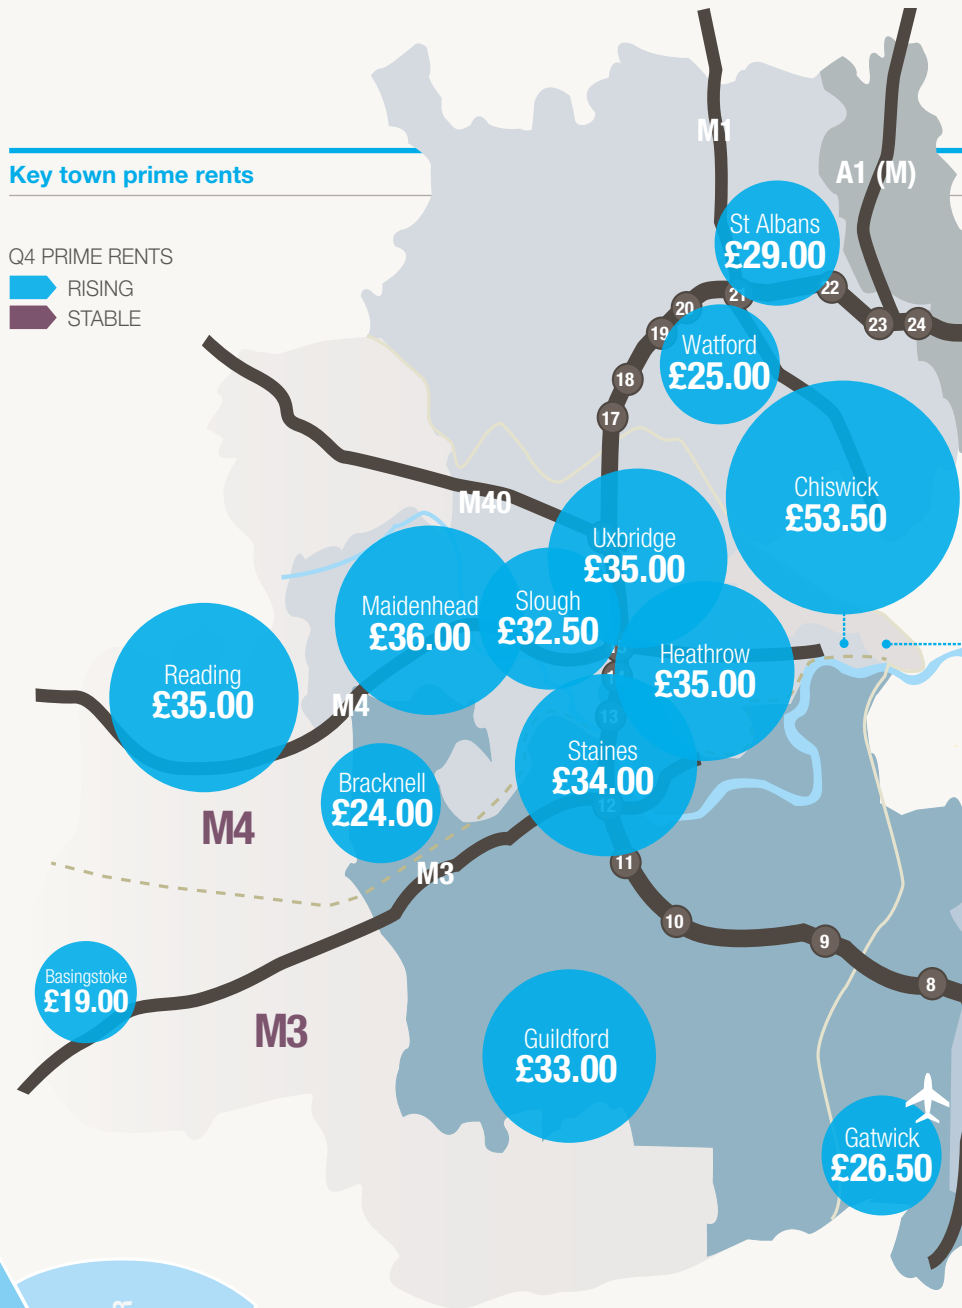 Key town prime rents
Q4 PRIME RENTS
RISING
STABLE
M1
A1 (M)
St Albans
£29.00
22
21
20
23
24
19
Watford
£25.00
18
17
Chiswick
£53.50
M40
Uxbridge
£35.00
Maidenhead
£36.00
Slough
£32.50
Heathrow
£35.00
Reading
£35.00
M4
13
Staines
£34.00
12
Bracknell
£24.00
M4
11
M3
10
9
8
Basingstoke
£19.00
M3
Guildford
£33.00
Gatwick
£26.50
R